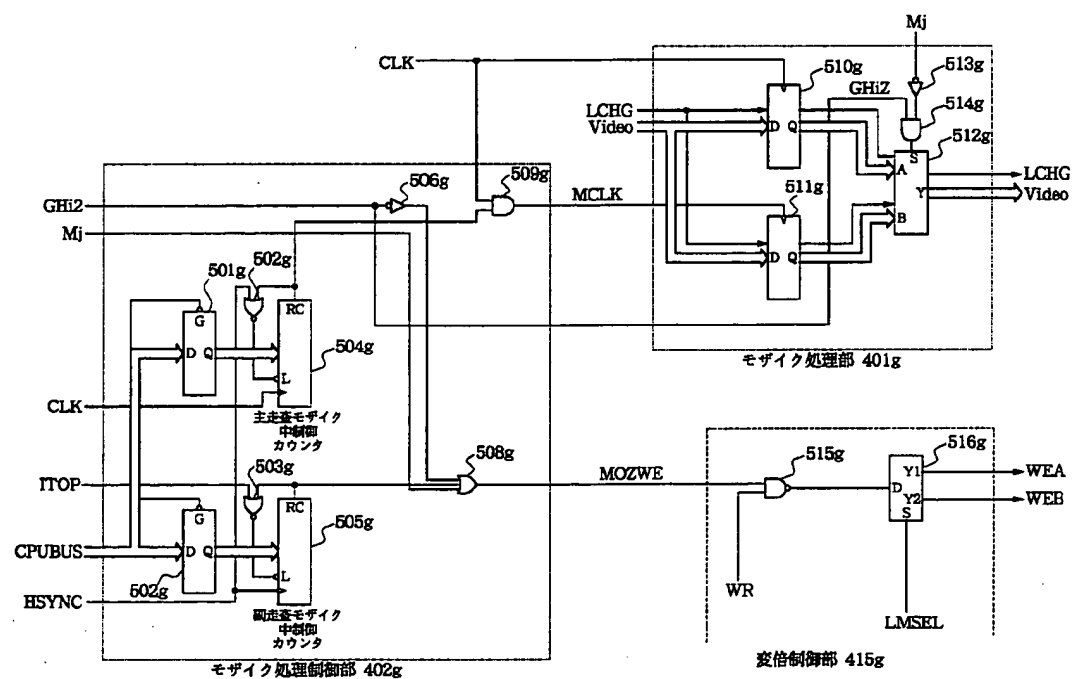 Mj
CLK
510g
513g
GHiZ
514g
LCHG
Video
D Q
512g
S
A
Y
B
LCHG
Video
506g
509g
GHi2
MCLK
511g
D Q
Mj
501g
502g
G
RC
D Q
504g
L
CLK
主走査モザイク
中制御
カウンタ
モザイク処理部 401g
503g
508g
515g
516g
ITOP
MOZWE
Y1
WEA
D
Y2
WEB
S
G
RC
505g
CPUBUS
D Q
502g
L
WR
HSYNC
LMSEL
副走査モザイク
中制御
カウンタ
モザイク処理制御部 402g
変倍制御部 415g